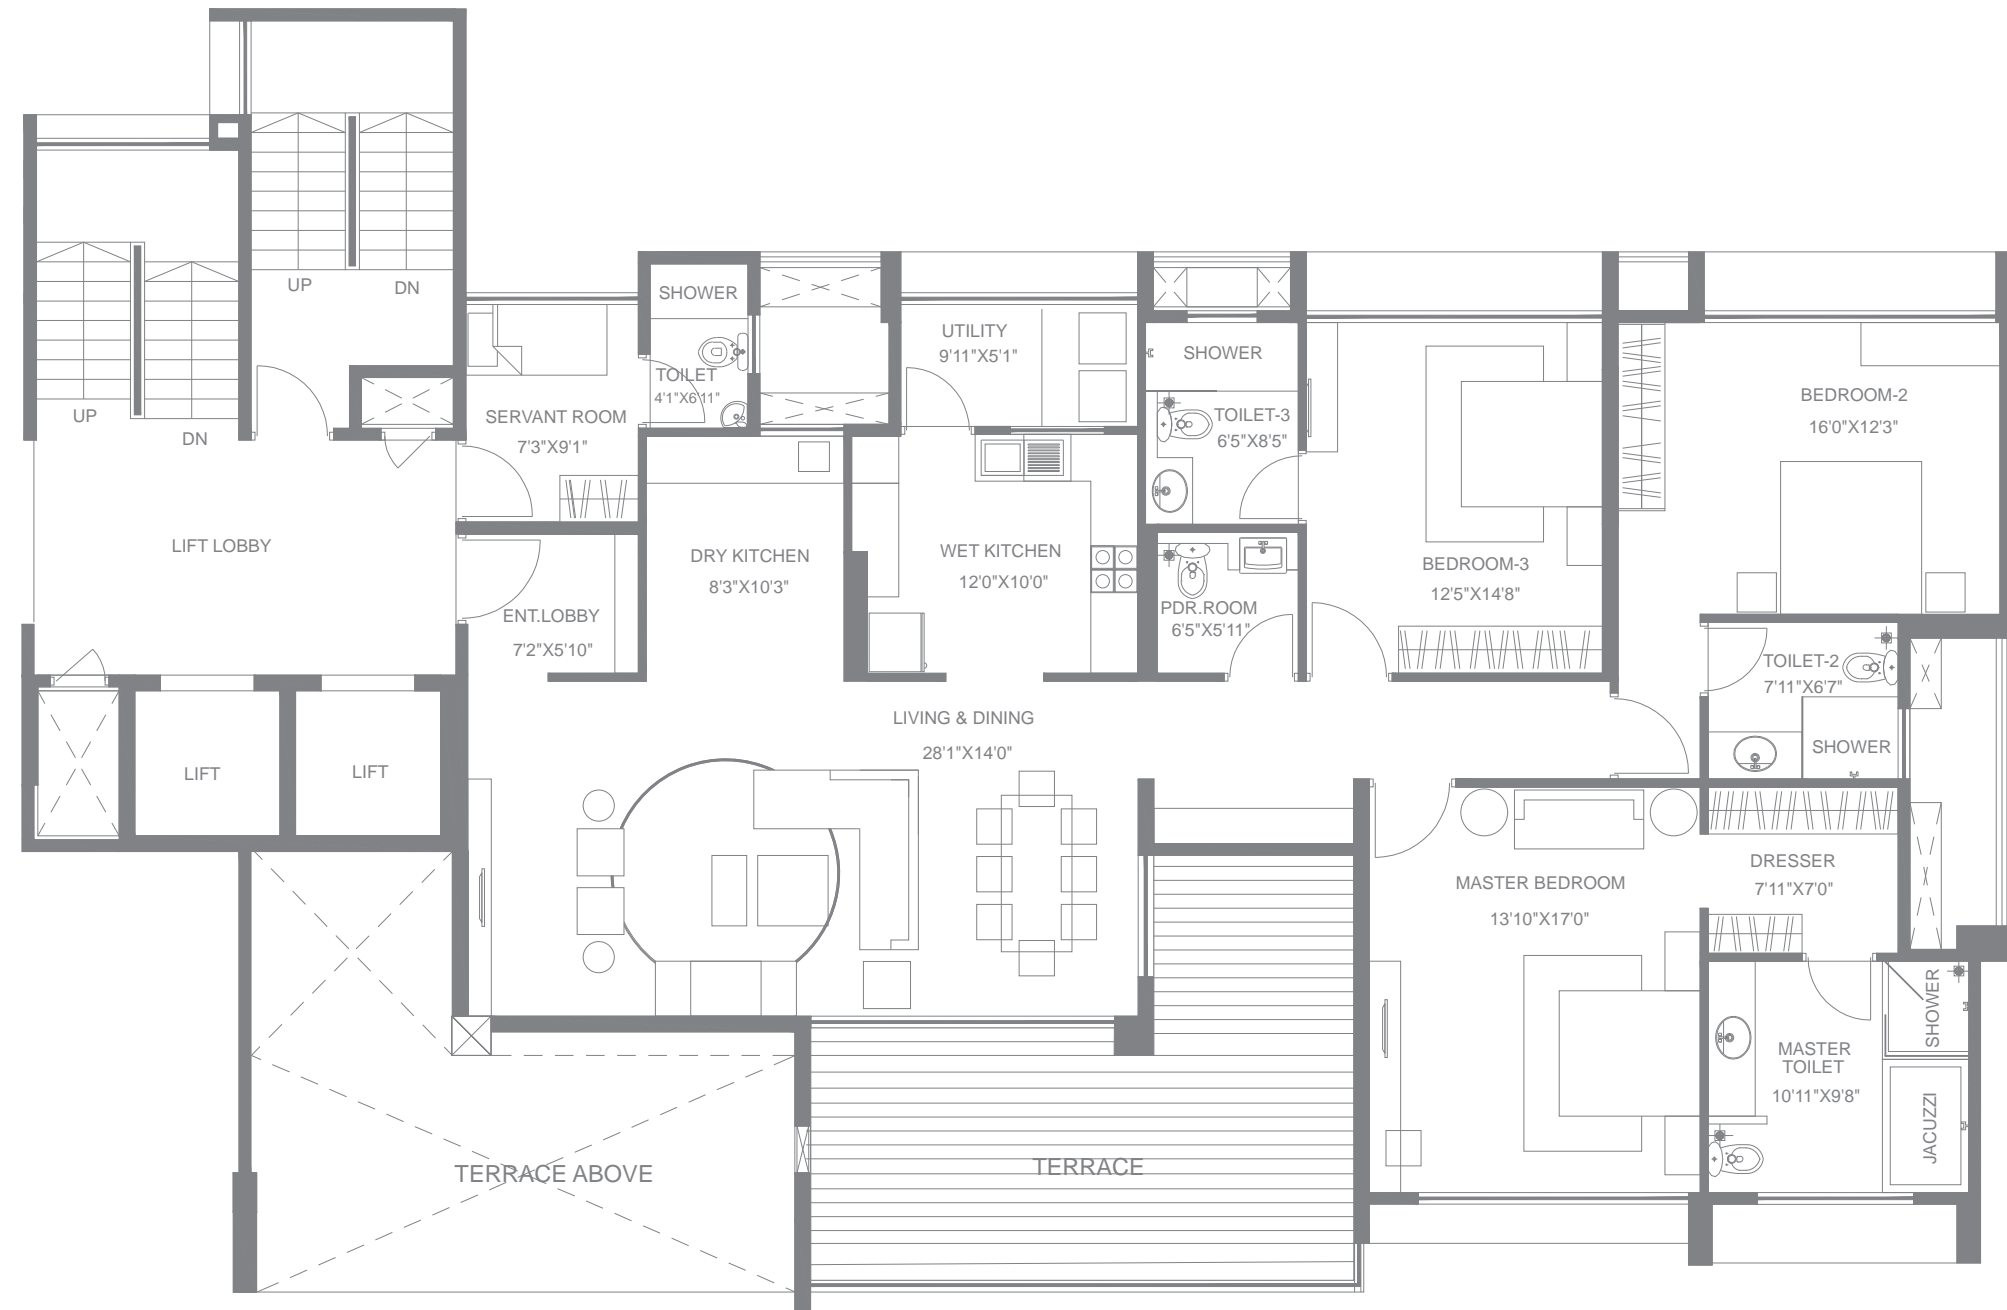 UP
DN
UP
DN
LIFT LOBBY
LIFT
LIFT
SERVANT ROOM
7'3"X9'1"
SHOWER
TOILET
4'1"X6'11"
ENT.LOBBY
7'2"X5'10"
DRY KITCHEN
8'3"X10'3"
UTILITY
9'11"X5'1"
WET KITCHEN
12'0"X10'0"
SHOWER
TOILET-3
6'5"X8'5"
PDR.ROOM
6'5"X5'11"
BEDROOM-3
12'5"X14'8"
BEDROOM-2
16'0"X12'3"
TOILET-2
7'11"X6'7"
SHOWER
LIVING & DINING
28'1"X14'0"
MASTER BEDROOM
13'10"X17'0"
DRESSER
7'11"X7'0"
SHOWER
MASTER
TOILET
10'11"X9'8"
JACUZZI
TERRACE ABOVE
TERRACE